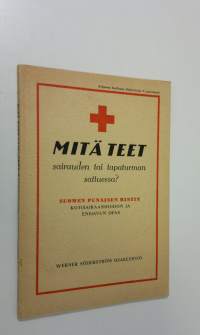 MITÄ TEET
sairauden tai tapaturman
sattuessa?
SUOMEN PUNAISEN RISTIN
KOTISAIRAANHOIDON JA
ENSIAVUN OPAS
WERNER SÖDERSTRÖM OSAKEYHTIÖ